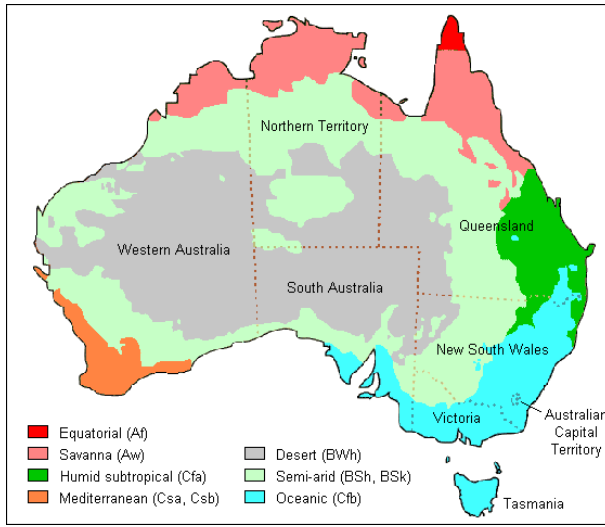 Northern Territory
Queensland
Western Australia
South Australia
New South Wales
Victoria
Australian
Capital
Territory
Tasmania
Equatorial (Af)
Savanna (Aw)
Humid subtropical (Cfa)
Mediterranean (Csa, Csb)
Desert (BWh)
Semi-arid (BSh, BSk)
Oceanic (Cfb)